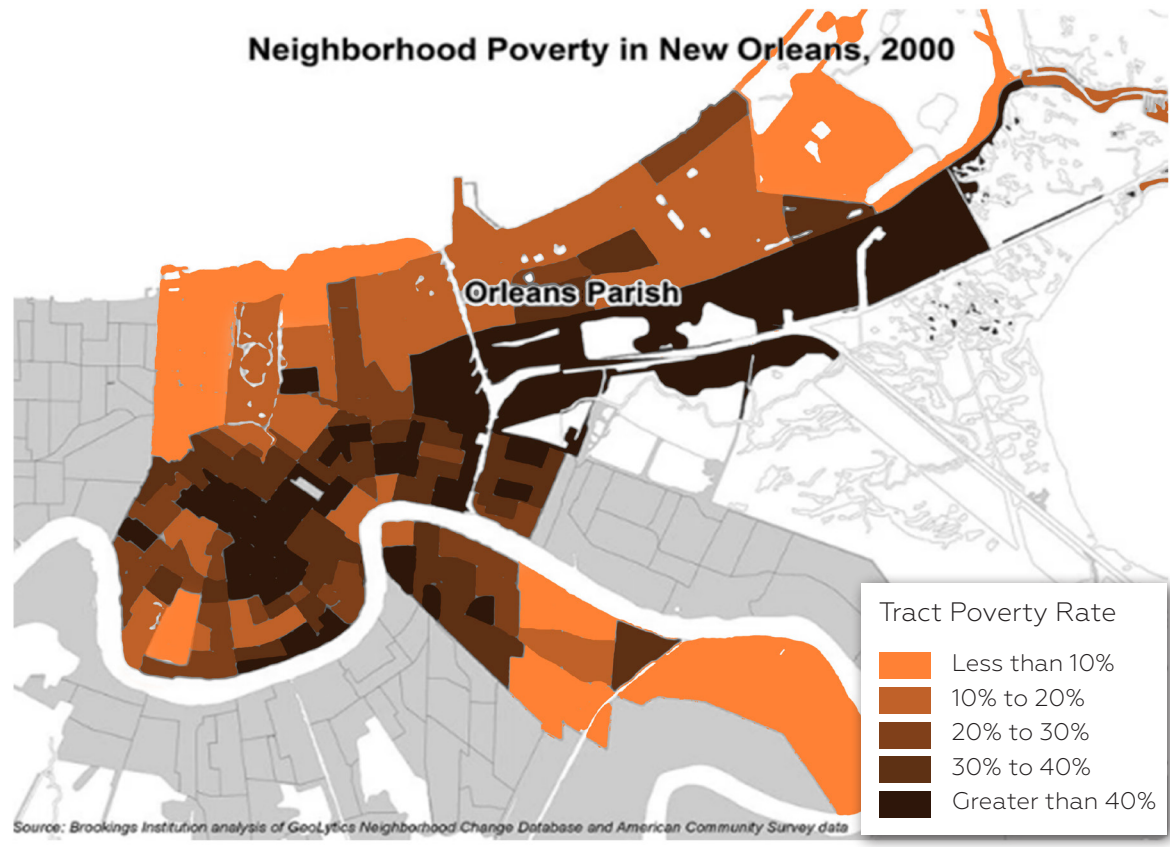 Neighborhood Poverty in New Orleans, 2000
Orleans Parish
Tract Poverty Rate
Less than 10%
10% to 20%
20% to 30%
30% to 40%
Greater than 40%
Source: Brookings Institution analysis of GeoLytics Neighborhood Change Database and American Community Survey data